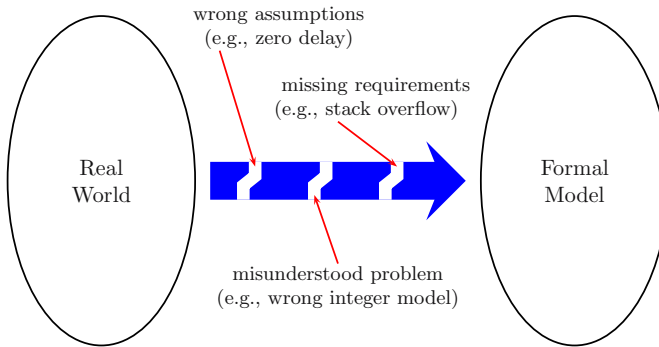 wrong assumptions
(e.g., zero delay)
missing requirements
(e.g., stack overflow)
Real
World
Formal
Model
misunderstood problem
(e.g., wrong integer model)